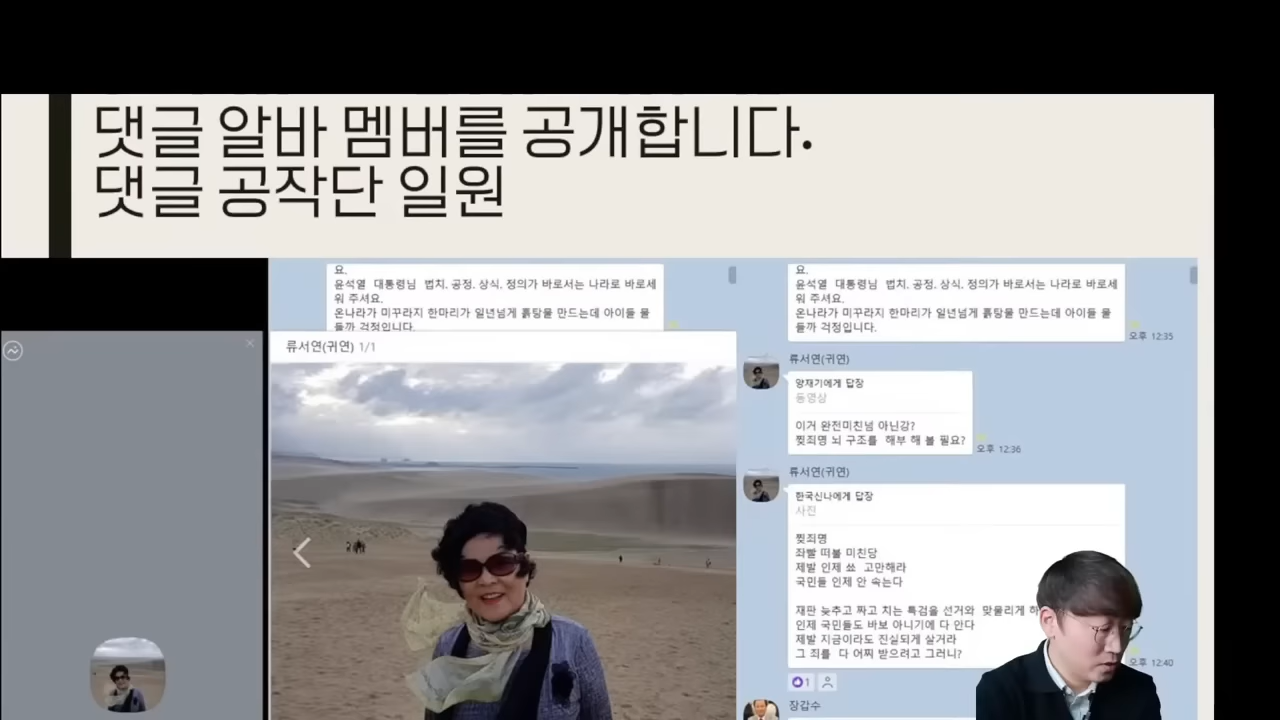 댓글 알바 멤버를 공개합니다.
댓글 공작단 일원
요.
윤석열 대통령님 법치, 공정, 상식, 정의가 바로서는 나라로 바로세
워 주셔요.
온나라가 미꾸라지 한마리가 일년넘게 흙탕물 만드는데 아이들 물
들까 걱정입니다.
류서연(귀연) 1/1
요.
윤석열 대통령님 법치, 공정, 상식, 정의가 바로서는 나라로 바로세
워 주셔요.
온나라가 미꾸라지 한마리가 일년넘게 흙탕물 만드는데 아이들 물
들까 걱정입니다.
오후 12:35
류서연(귀연)
양재기에게 답장
동영상
이거 완전미친넘 아닌강?
찢죄명 뇌 구조를 해부 해 볼 필요?
오후 12:36
류서연(귀연)
한국신나에게 답장
사진
찢죄명
좌빨 떠불 미친당
제발 인제 쑈 고만해라
국민들 인제 안 속는다
재판 늦추고 짜고 치는 특검을 선거와 맞물리게
인제 국민들도 바보 아니기에 다 안다
제발 지금이라도 진실되게 살거라
그 죄를 다 어찌 받으려고 그러니?
오후 12:40
1
장갑수